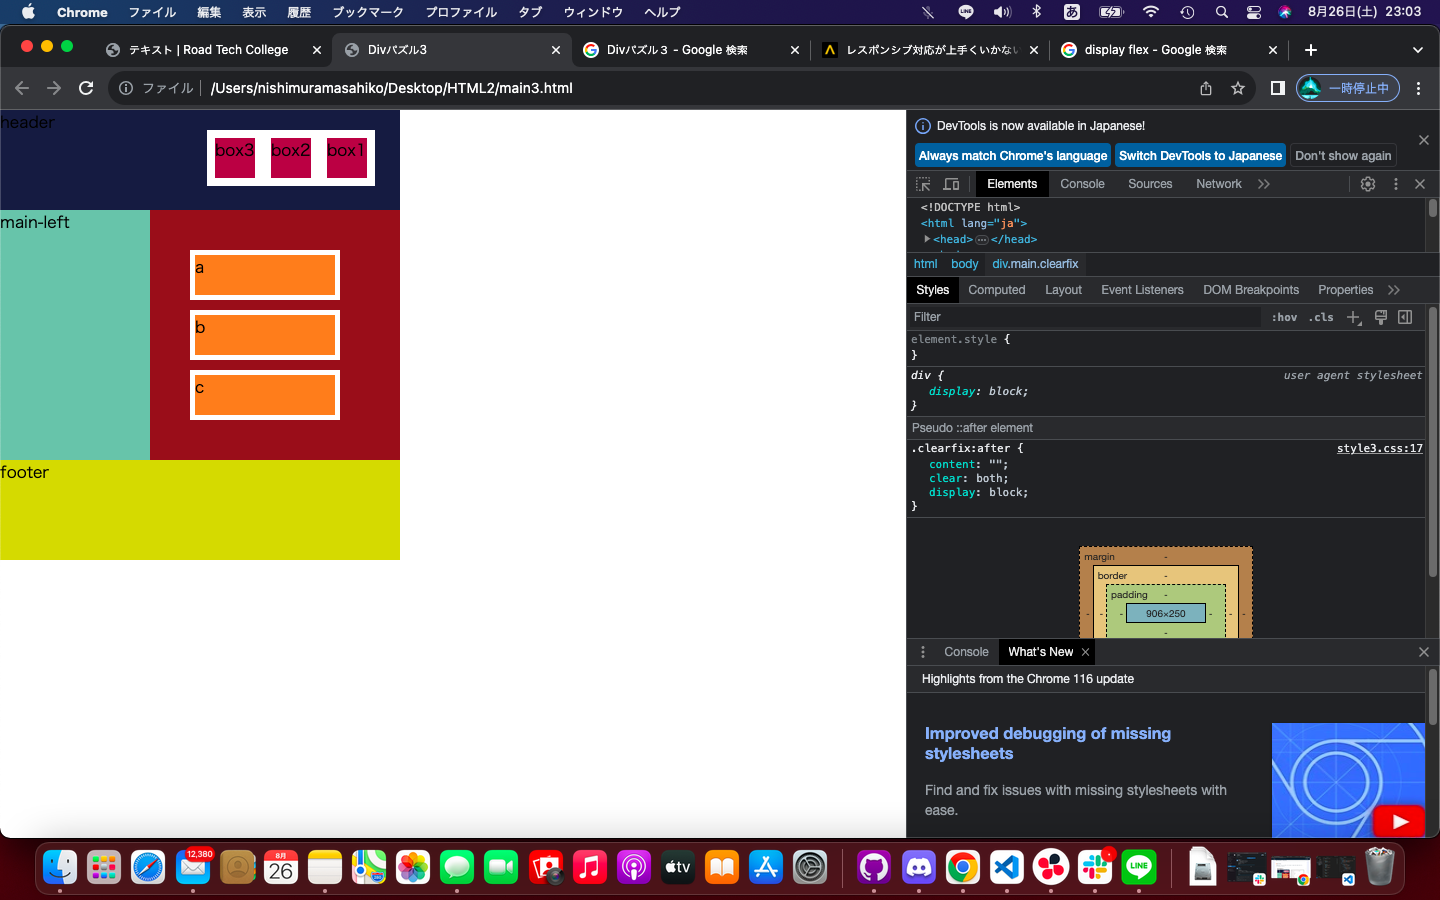 Chrome ファイル 編集 表示 履歴 ブックマーク プロファイル タブ ウィンドウ ヘルプ LINE あ 8月26日(土) 23:03
テキスト | Road Tech College
Divパズル3
Divパズル３ - Google 検索
レスポンシブ対応が上手くいかない
display flex - Google 検索
ファイル /Users/nishimuramasahiko/Desktop/HTML2/main3.html
一時停止中
header
box3 box2 box1
main-left
a
b
c
footer
DevTools is now available in Japanese!
Always match Chrome's language Switch DevTools to Japanese Don't show again
Elements Console Sources Network
<!DOCTYPE html>
<html lang="ja">
<head> </head>
html body div.main.clearfix
Styles Computed Layout Event Listeners DOM Breakpoints Properties
Filter :hov .cls
element.style {
}
div { user agent stylesheet
display: block;
}
Pseudo ::after element
.clearfix:after { style3.css:17
content: "";
clear: both;
display: block;
}
margin -
border -
padding -
- - - 906×250 - - -
-
Console What's New
Highlights from the Chrome 116 update
Improved debugging of missing
stylesheets
Find and fix issues with missing stylesheets with
ease.
12,380
8月
26
tv
LINE